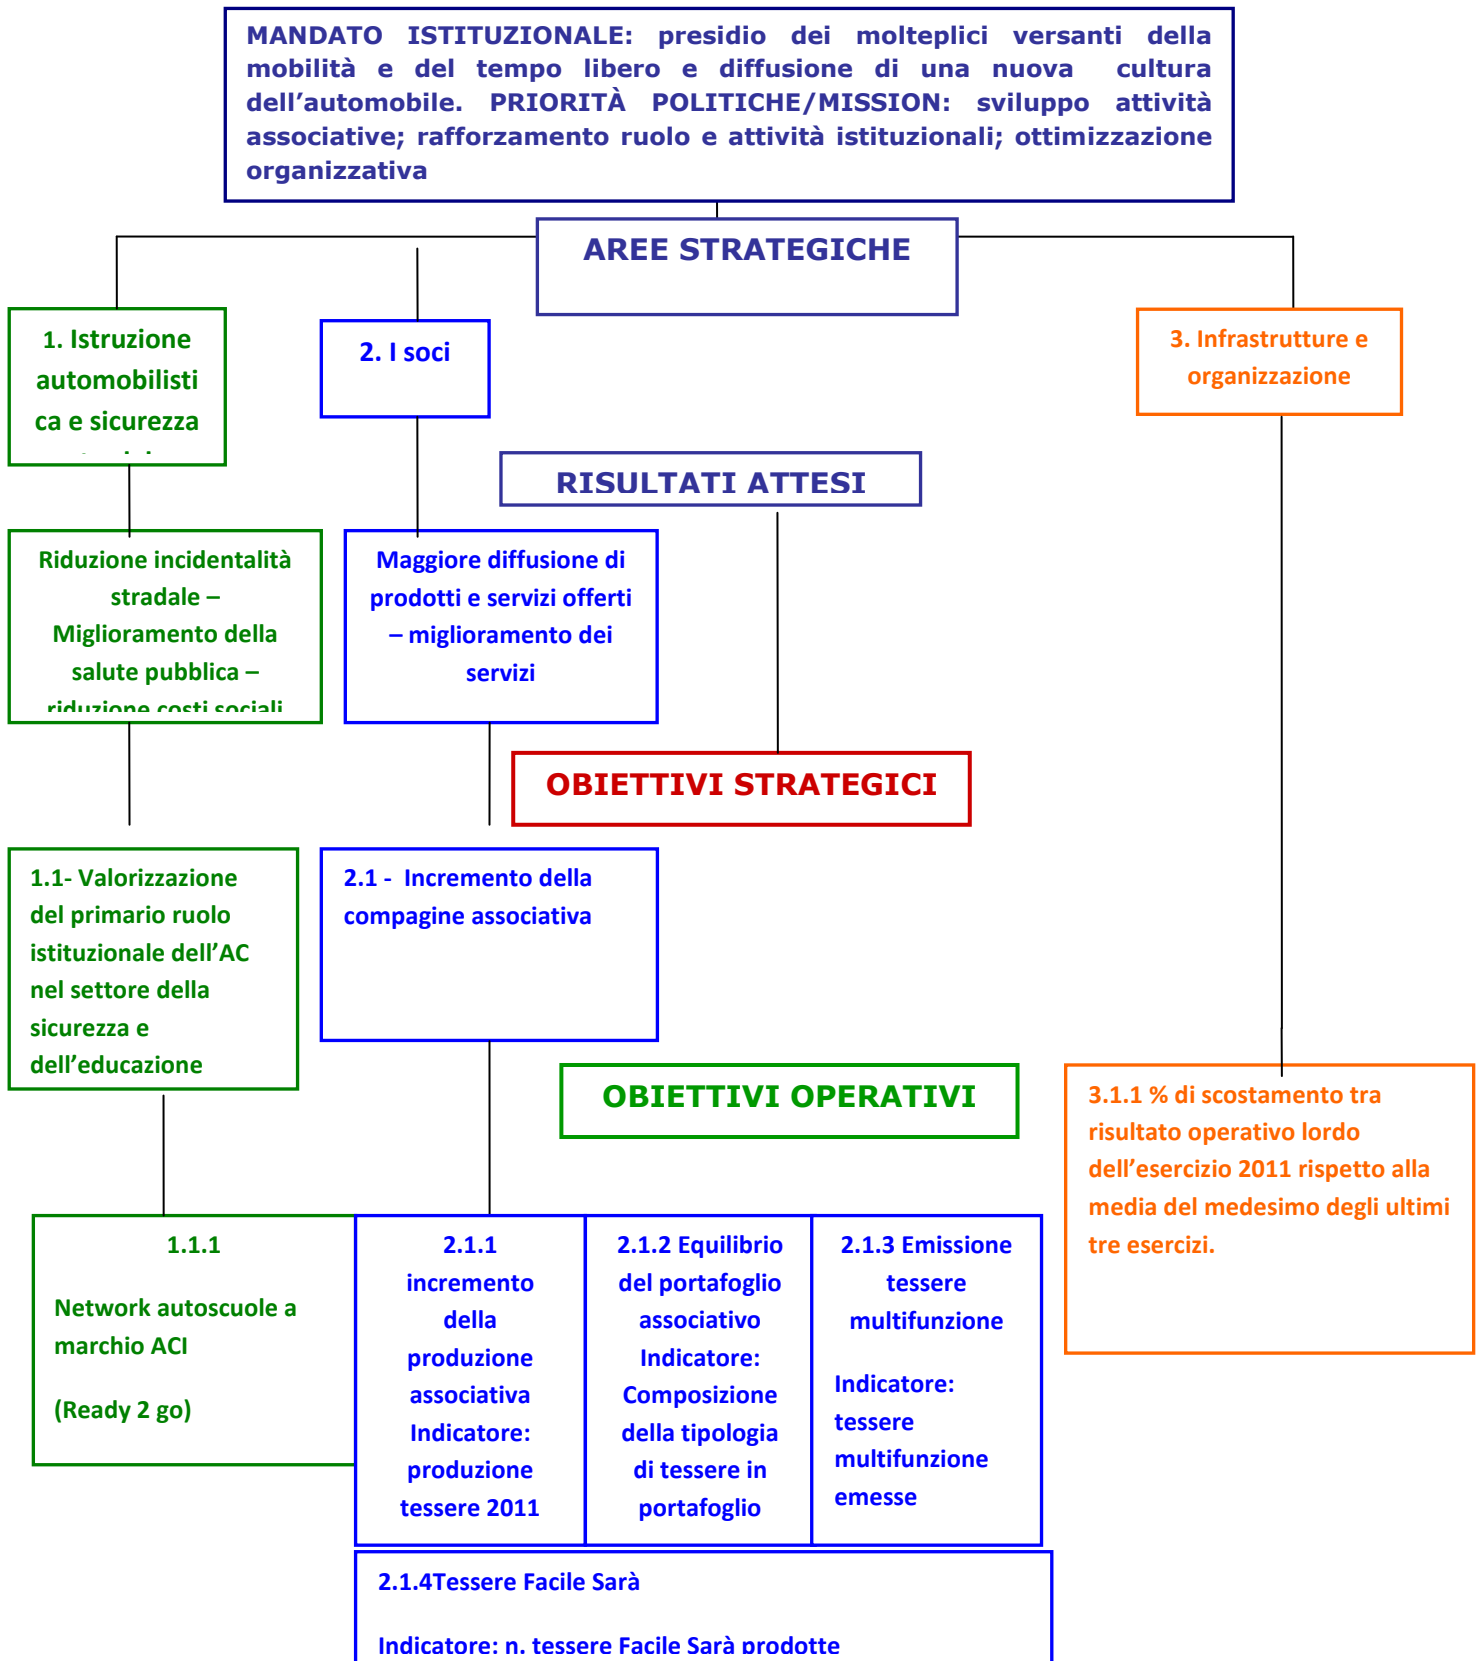 MANDATO ISTITUZIONALE: presidio dei molteplici versanti della
mobilità e del tempo libero e diffusione di una nuova cultura
dell’automobile. PRIORITÀ POLITICHE/MISSION: sviluppo attività
associative; rafforzamento ruolo e attività istituzionali; ottimizzazione
organizzativa
AREE STRATEGICHE
1. Istruzione
automobilisti
ca e sicurezza
2. I soci
3. Infrastrutture e
organizzazione
RISULTATI ATTESI
Riduzione incidentalità
stradale –
Miglioramento della
salute pubblica –
riduzione costi sociali
Maggiore diffusione di
prodotti e servizi offerti
– miglioramento dei
servizi
OBIETTIVI STRATEGICI
1.1- Valorizzazione
del primario ruolo
istituzionale dell’AC
nel settore della
sicurezza e
dell’educazione
2.1 - Incremento della
compagine associativa
OBIETTIVI OPERATIVI
3.1.1 % di scostamento tra
risultato operativo lordo
dell’esercizio 2011 rispetto alla
media del medesimo degli ultimi
tre esercizi.
1.1.1
Network autoscuole a
marchio ACI
(Ready 2 go)
2.1.1
incremento
della
produzione
associativa
Indicatore:
produzione
tessere 2011
2.1.2 Equilibrio
del portafoglio
associativo
Indicatore:
Composizione
della tipologia
di tessere in
portafoglio
2.1.3 Emissione
tessere
multifunzione
Indicatore:
tessere
multifunzione
emesse
2.1.4Tessere Facile Sarà
Indicatore: n. tessere Facile Sarà prodotte